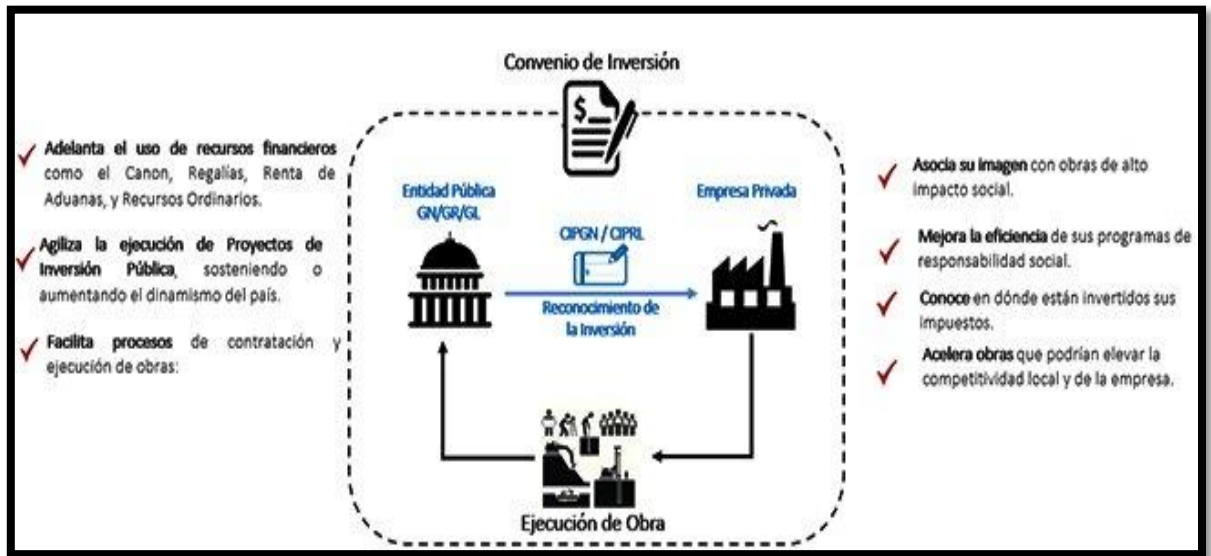 Convenio de Inversión
$
Adelanta el uso de recursos financieros
como el Canon, Regalías, Renta de
Aduanas, y Recursos Ordinarios.
Agiliza la ejecución de Proyectos de
Inversión Pública, sosteniendo o
aumentando el dinamismo del país.
Facilita procesos de contratación y
ejecución de obras:
Entidad Pública
GN/GR/GL
CIPGN / CIPRL
Reconocimiento de
la Inversión
Empresa Privada
Ejecución de Obra
Asocia su imagen con obras de alto
impacto social.
Mejora la eficiencia de sus programas de
responsabilidad social.
Conoce en dónde están invertidos sus
impuestos.
Acelera obras que podrían elevar la
competitividad local y de la empresa.